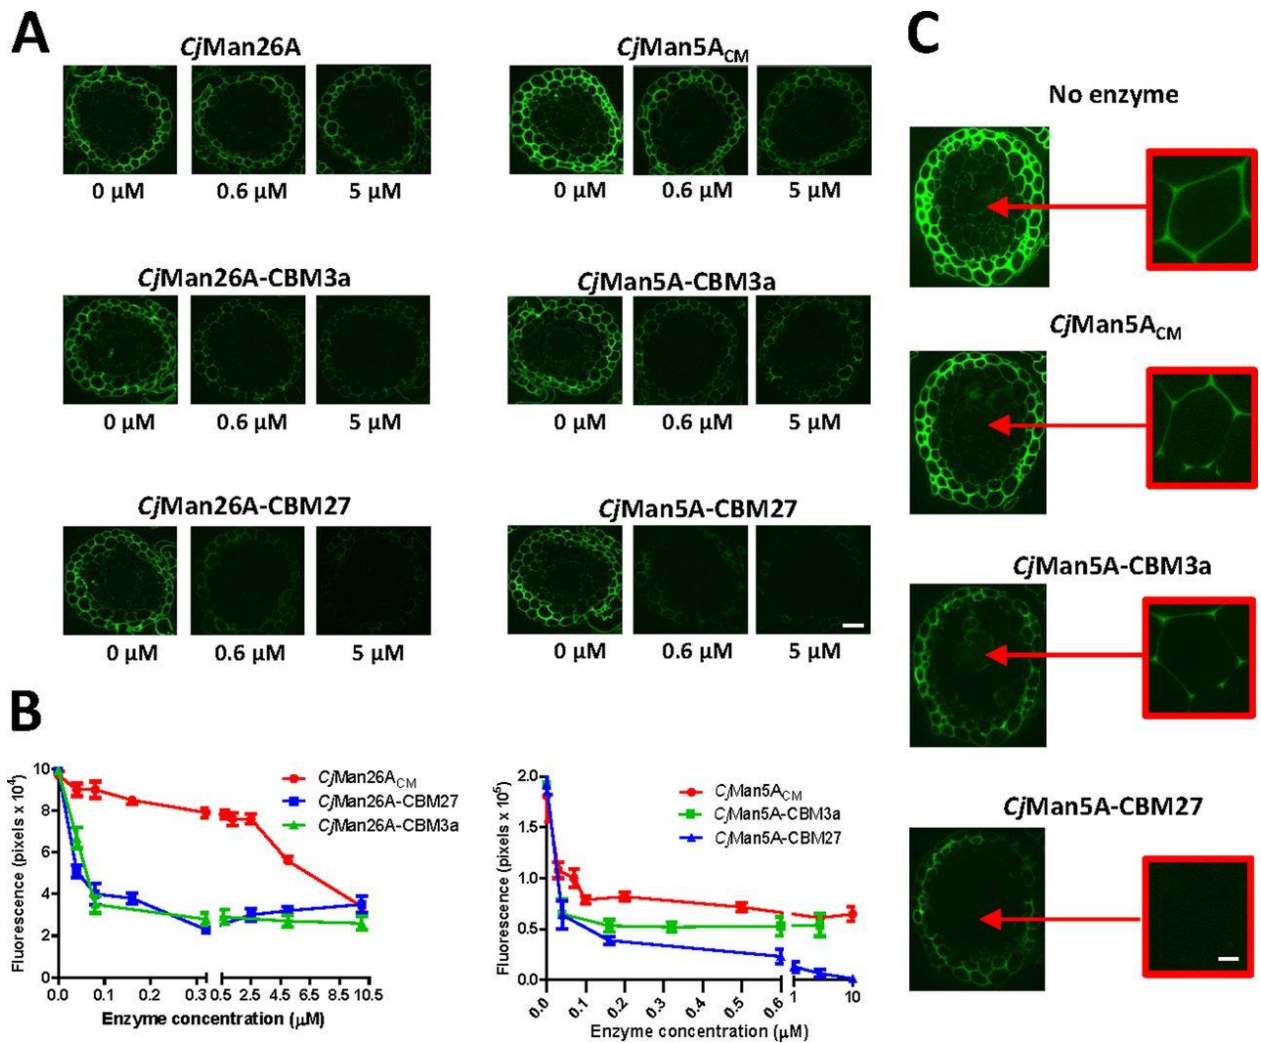 A
CjMan26A
0 μM 0.6 μM 5 μM
CjMan5ACM
0 μM 0.6 μM 5 μM
CjMan26A-CBM3a
0 μM 0.6 μM 5 μM
CjMan5A-CBM3a
0 μM 0.6 μM 5 μM
CjMan26A-CBM27
0 μM 0.6 μM 5 μM
CjMan5A-CBM27
0 μM 0.6 μM 5 μM
B
Fluorescence (pixels x 10⁴)
10
8
6
4
2
0
CjMan26ACM
CjMan26A-CBM27
CjMan26A-CBM3a
0.0 0.1 0.2 0.3 0.5 2.5 4.5 6.5 8.5 10.5
Enzyme concentration (μM)
Fluorescence (pixels x 10⁵)
2.0
1.5
1.0
0.5
0.0
CjMan5ACM
CjMan5A-CBM3a
CjMan5A-CBM27
0.0 0.1 0.2 0.3 0.4 0.5 0.6 1 10
Enzyme concentration (μM)
C
No enzyme
CjMan5ACM
CjMan5A-CBM3a
CjMan5A-CBM27